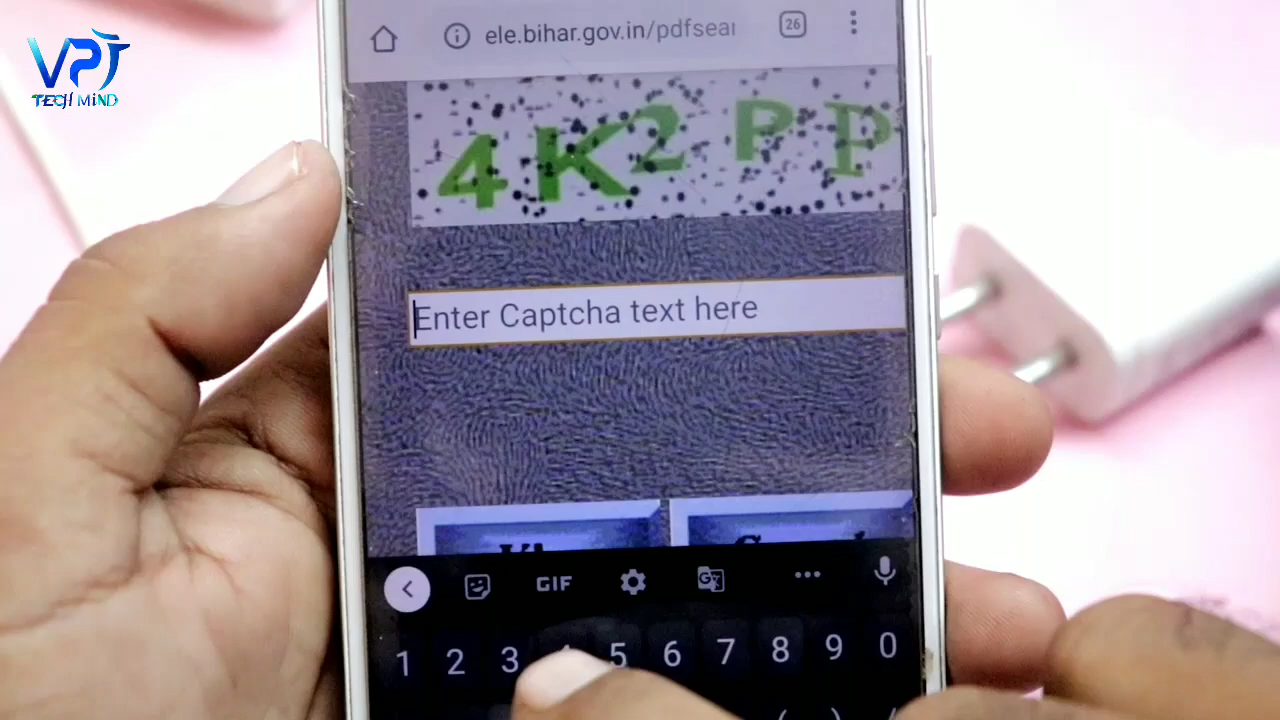 VPT
TECH MiND
ele.bihar.gov.in/pdfsear
26
4K2PP
Enter Captcha text here
GIF
1 2 3 4 5 6 7 8 9 0